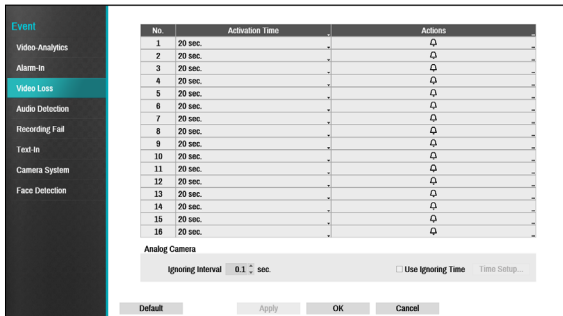 Event
Video-Analytics
Alarm-In
Video Loss
Audio Detection
Recording Fail
Text-In
Camera System
Face Detection
No. Activation Time Actions
1 20 sec.
2 20 sec.
3 20 sec.
4 20 sec.
5 20 sec.
6 20 sec.
7 20 sec.
8 20 sec.
9 20 sec.
10 20 sec.
11 20 sec.
12 20 sec.
13 20 sec.
14 20 sec.
15 20 sec.
16 20 sec.
Analog Camera
Ignoring Interval 0.1 sec. Use Ignoring Time Time Setup...
Default Apply OK Cancel